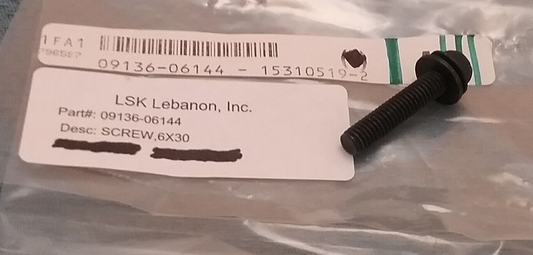 1FA1
09136-06144 - 15310519-2
LSK Lebanon, Inc.
Part#: 09136-06144
Desc: SCREW,6X30